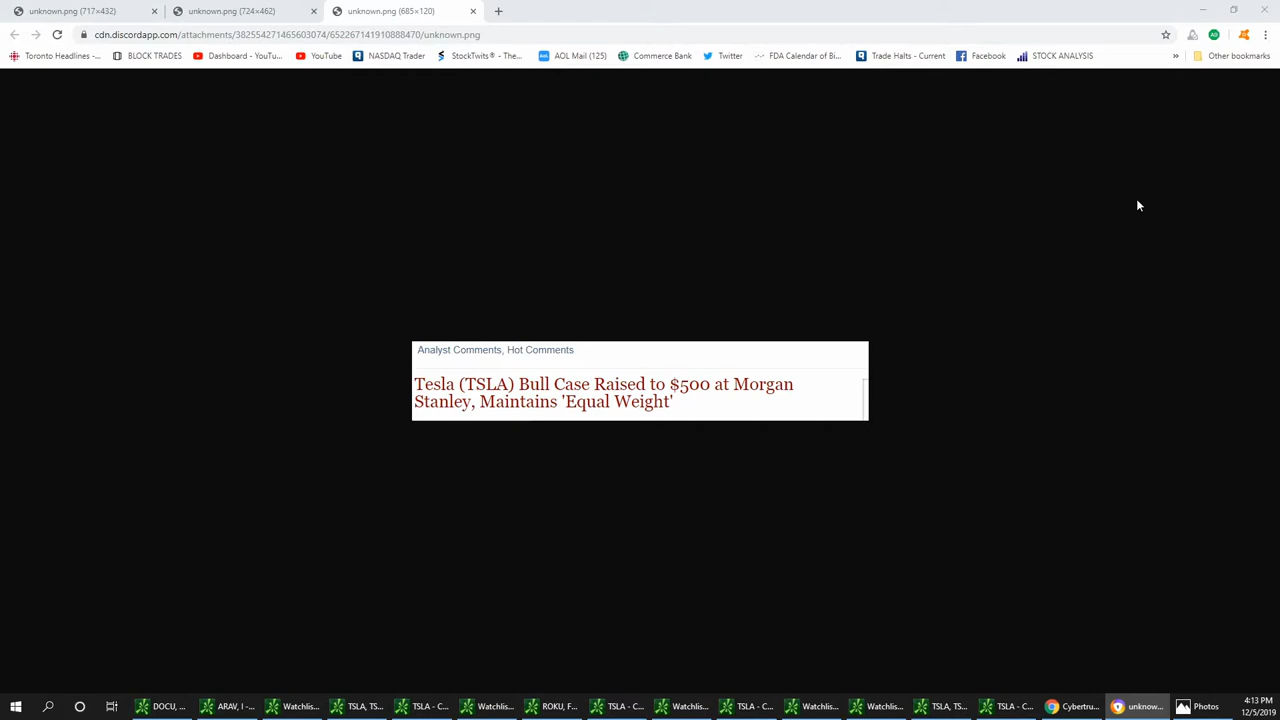 unknown.png (717×432)
unknown.png (724×462)
unknown.png (685×120)
cdn.discordapp.com/attachments/382554271465603074/652267141910888470/unknown.png
Toronto Headlines -...
BLOCK TRADES
Dashboard - YouTu...
YouTube
NASDAQ Trader
StockTwits® - The...
AOL Mail (125)
Commerce Bank
Twitter
FDA Calendar of Bi...
Trade Halts - Current
Facebook
STOCK ANALYSIS
»
Other bookmarks
Analyst Comments, Hot Comments
Tesla (TSLA) Bull Case Raised to $500 at Morgan
Stanley, Maintains 'Equal Weight'
DOCU, ...
ARAV, I -...
Watchlis...
TSLA, TS...
TSLA - C...
Watchlis...
ROKU, F...
TSLA - C...
Watchlis...
TSLA - C...
Watchlis...
Watchlis...
TSLA, TS...
TSLA - C...
Cybertru...
unknow...
Photos
4:13 PM
12/5/2019